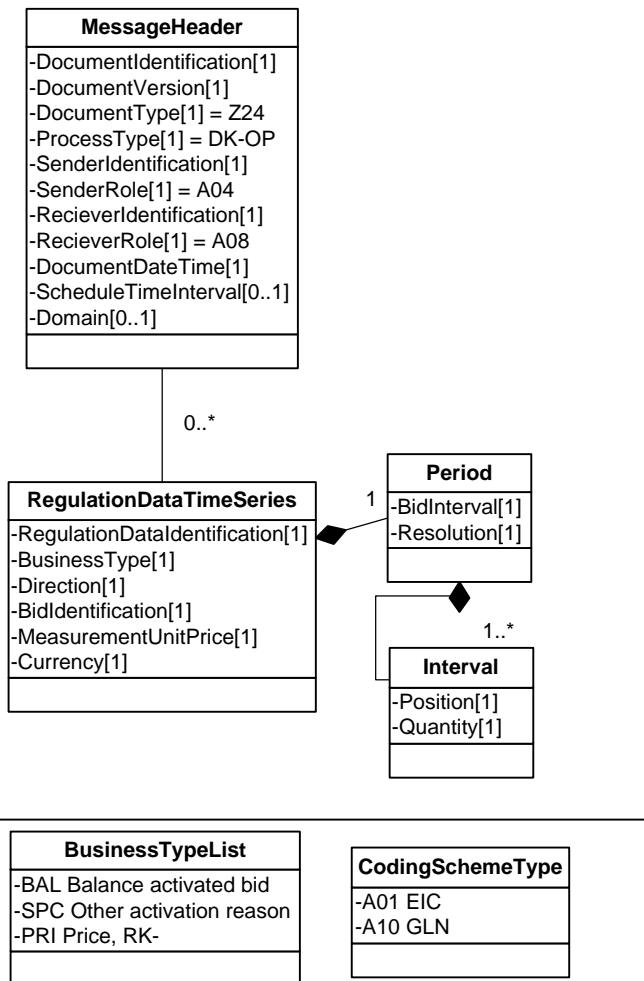 MessageHeader
-DocumentIdentification[1]
-DocumentVersion[1]
-DocumentType[1] = Z24
-ProcessType[1] = DK-OP
-SenderIdentification[1]
-SenderRole[1] = A04
-RecieverIdentification[1]
-RecieverRole[1] = A08
-DocumentDateTime[1]
-ScheduleTimeInterval[0..1]
-Domain[0..1]
0..*
RegulationDataTimeSeries
-RegulationDataIdentification[1]
-BusinessType[1]
-Direction[1]
-BidIdentification[1]
-MeasurementUnitPrice[1]
-Currency[1]
1
Period
-BidInterval[1]
-Resolution[1]
1..*
Interval
-Position[1]
-Quantity[1]
BusinessTypeList
-BAL Balance activated bid
-SPC Other activation reason
-PRI Price, RK-
CodingSchemeType
-A01 EIC
-A10 GLN